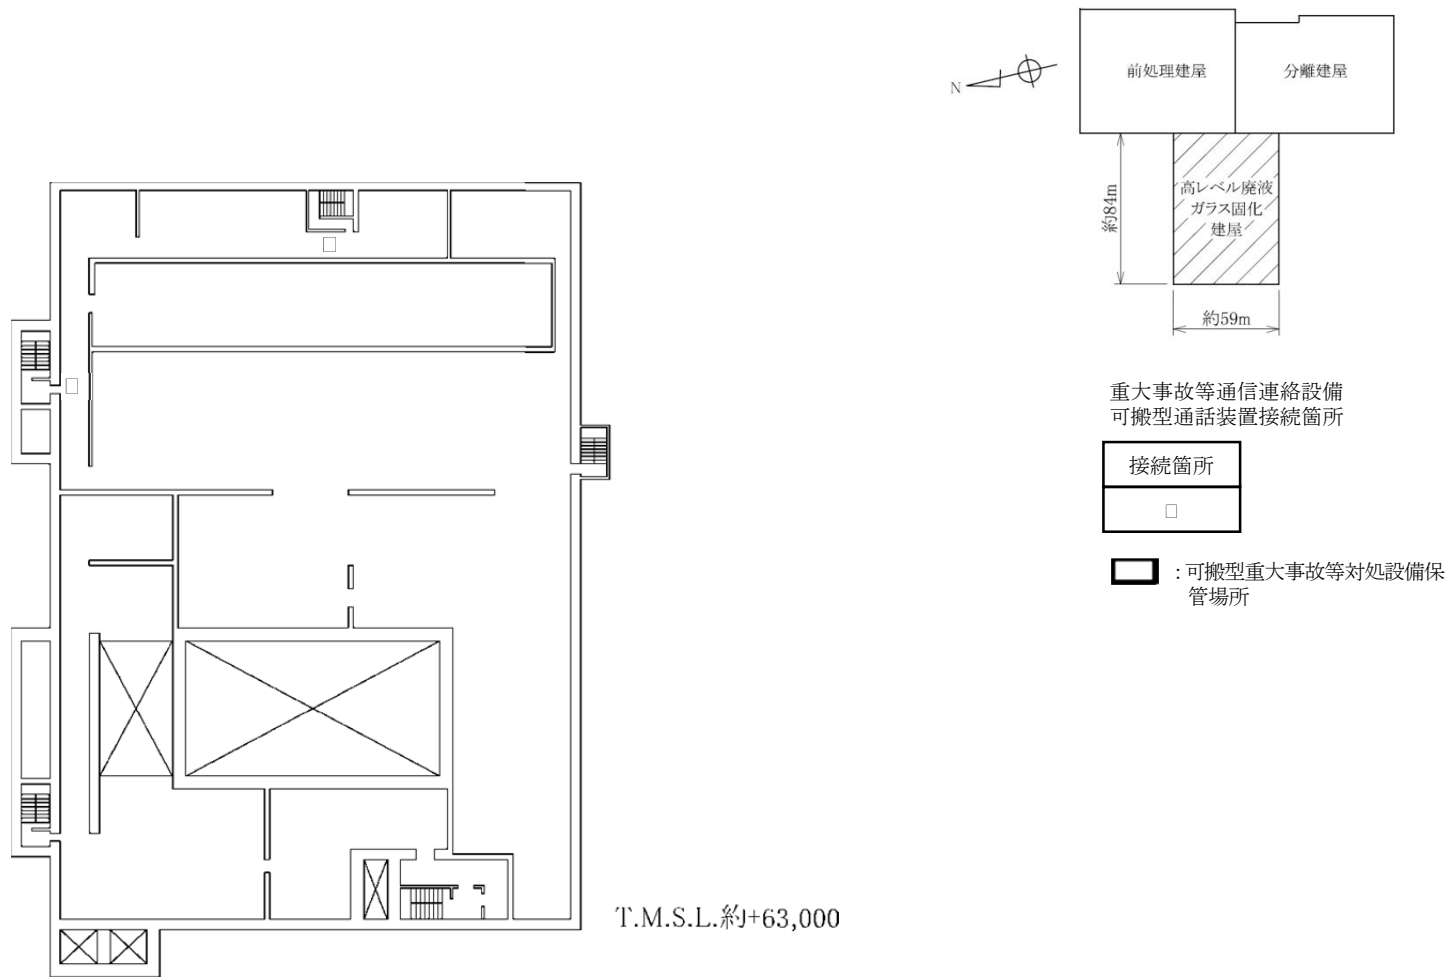 前処理建屋
分離建屋
N
高レベル廃液
ガラス固化
建屋
約84m
約59m
重大事故等通信連絡設備
可搬型通話装置接続箇所
接続箇所
□
:可搬型重大事故等対処設備保
管場所
T.M.S.L.約+63,000